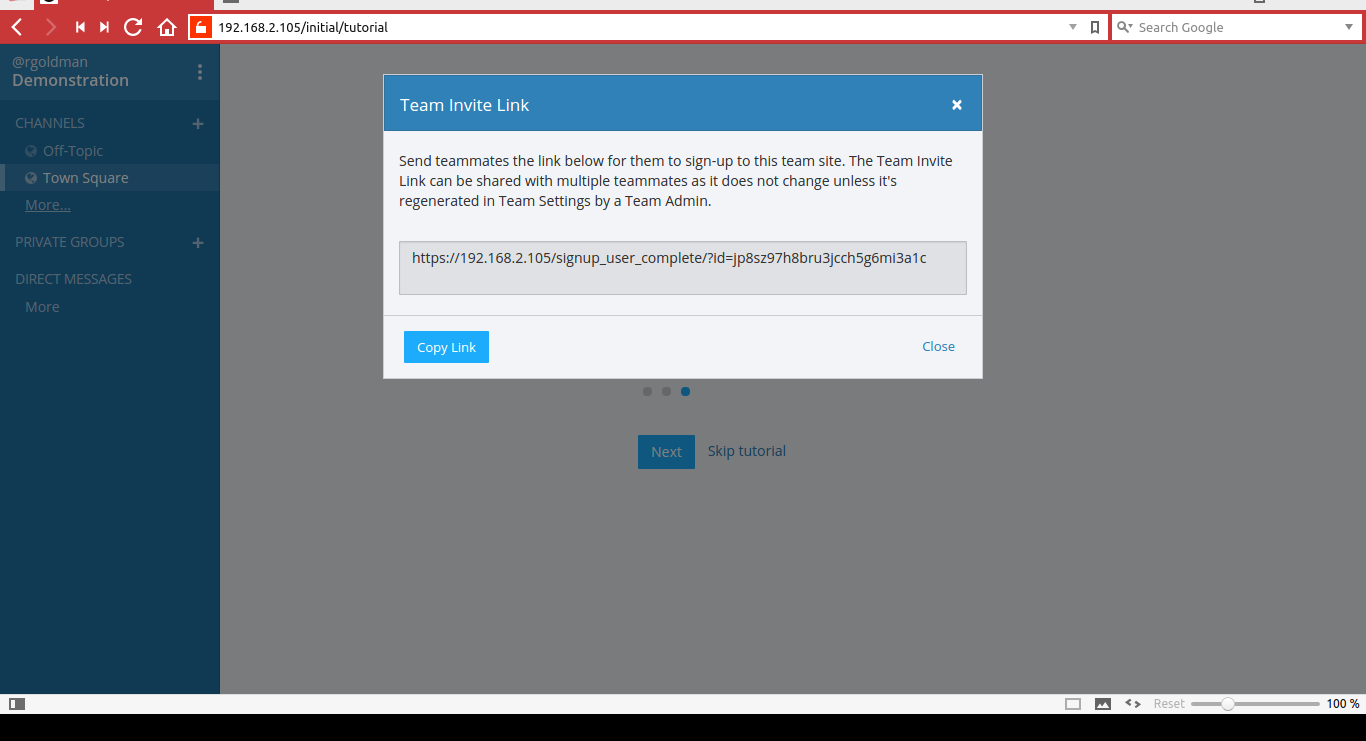 192.168.2.105/initial/tutorial
Search Google
@rgoldman
Demonstration
CHANNELS
Off-Topic
Town Square
More...
PRIVATE GROUPS
DIRECT MESSAGES
More
Team Invite Link
×
Send teammates the link below for them to sign-up to this team site. The Team Invite
Link can be shared with multiple teammates as it does not change unless it's
regenerated in Team Settings by a Team Admin.
https://192.168.2.105/signup_user_complete/?id=jp8sz97h8bru3jcch5g6mi3a1c
Copy Link
Close
Next
Skip tutorial
Reset
100 %